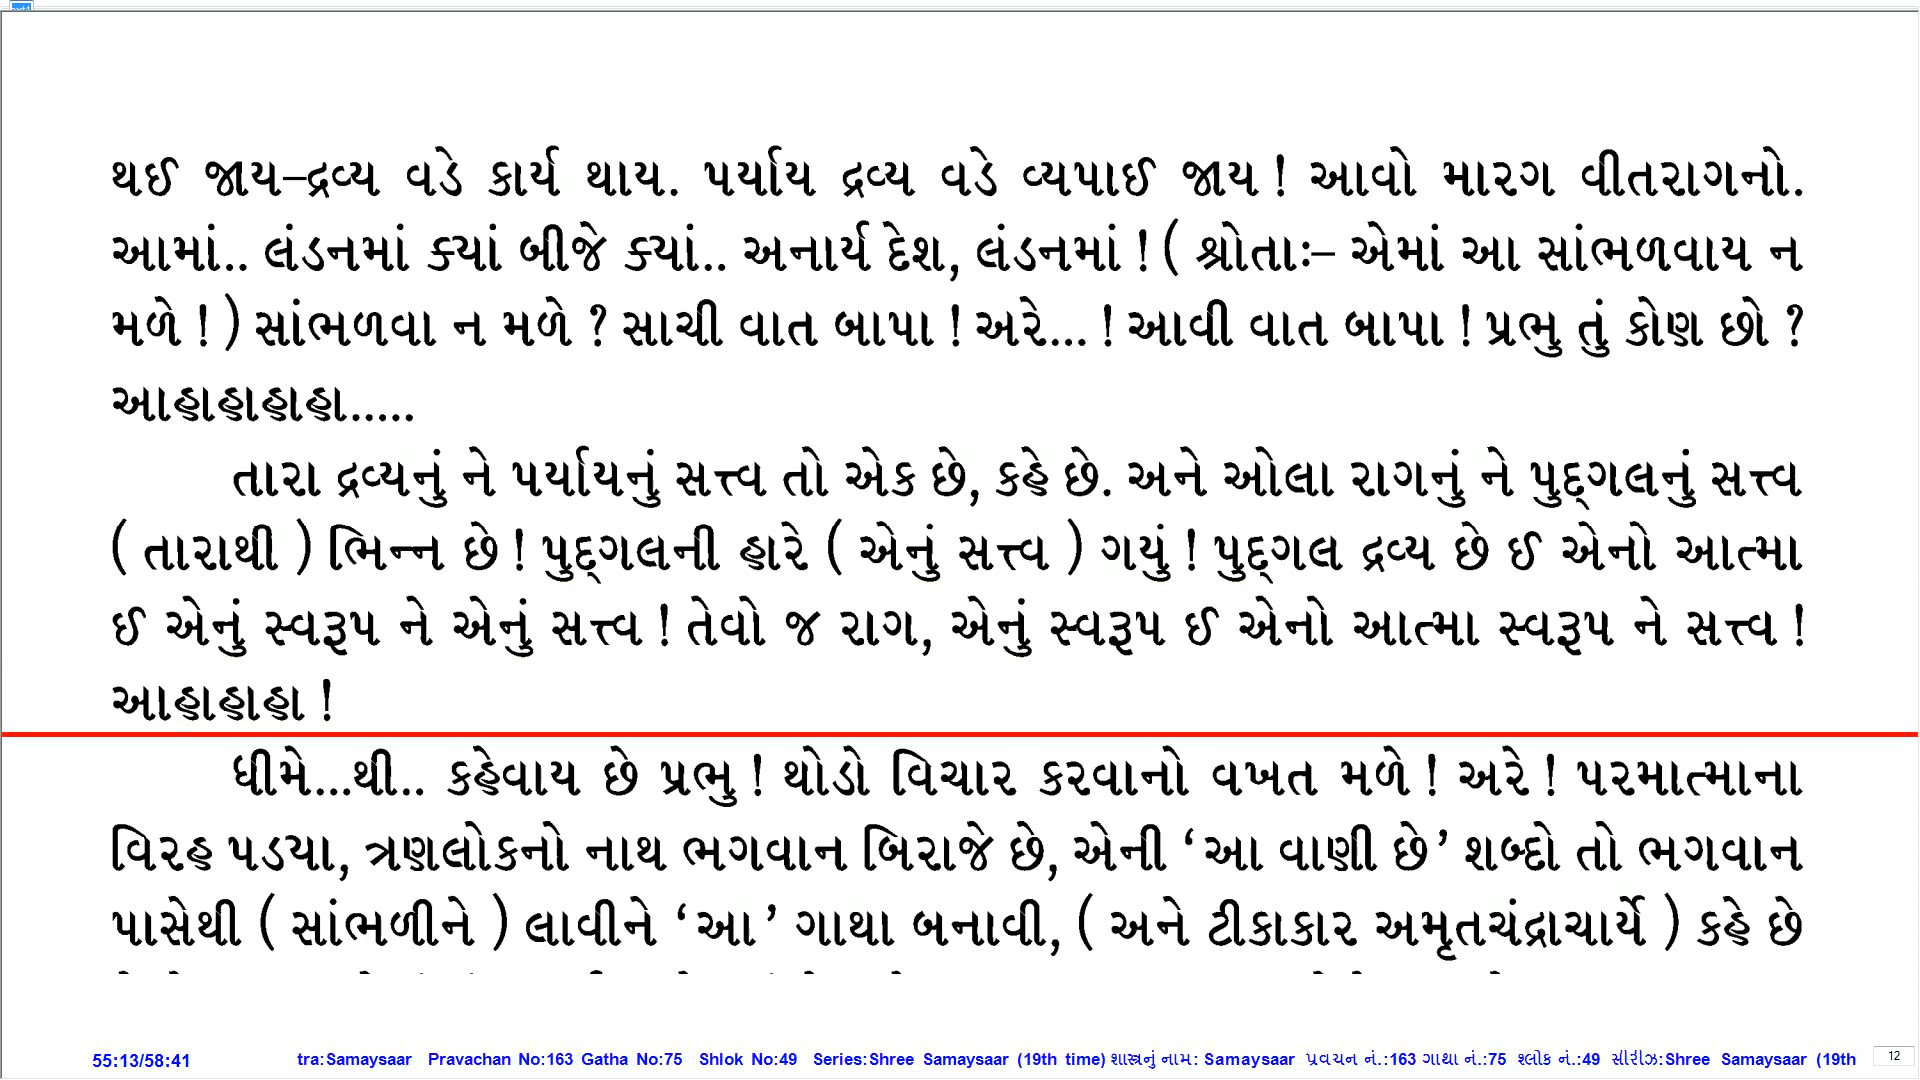 થઈ જાય–દ્રવ્ય વડે કાર્ય થાય. પર્યાય દ્રવ્ય વડે વ્યપાઈ જાય ! આવો મારગ વીતરાગનો.
આમાં.. લંડનમાં ક્યાં બીજે ક્યાં.. અનાર્ય દેશ, લંડનમાં ! ( શ્રોતાઃ– એમાં આ સાંભળવાય ન
મળે ! ) સાંભળવા ન મળે ? સાચી વાત બાપા ! અરે... ! આવી વાત બાપા ! પ્રભુ તું કોણ છો ?
આહાહાહાહા.....
તારા દ્રવ્યનું ને પર્યાયનું સત્ત્વ તો એક છે, કહે છે. અને ઓલા રાગનું ને પુદ્ગલનું સત્ત્વ
( તારાથી ) ભિન્ન છે ! પુદ્ગલની હારે ( એનું સત્ત્વ ) ગયું ! પુદ્ગલ દ્રવ્ય છે ઈ એનો આત્મા
ઈ એનું સ્વરૂપ ને એનું સત્ત્વ ! તેવો જ રાગ, એનું સ્વરૂપ ઈ એનો આત્મા સ્વરૂપ ને સત્ત્વ !
આહાહાહા !
ધીમે...થી.. કહેવાય છે પ્રભુ ! થોડો વિચાર કરવાનો વખત મળે ! અરે ! પરમાત્માના
વિરહ પડયા, ત્રણલોકનો નાથ ભગવાન બિરાજે છે, એની ‘આ વાણી છે’ શબ્દો તો ભગવાન
પાસેથી ( સાંભળીને ) લાવીને ‘આ’ ગાથા બનાવી, ( અને ટીકાકાર અમૃતચંદ્રાચાર્યે ) કહે છે
55:13/58:41 tra:Samaysaar Pravachan No:163 Gatha No:75 Shlok No:49 Series:Shree Samaysaar (19th time) શાસ્ત્રનું નામ: Samaysaar પ્રવચન નં.:163 ગાથા નં.:75 શ્લોક નં.:49 સીરીઝ:Shree Samaysaar (19th 12